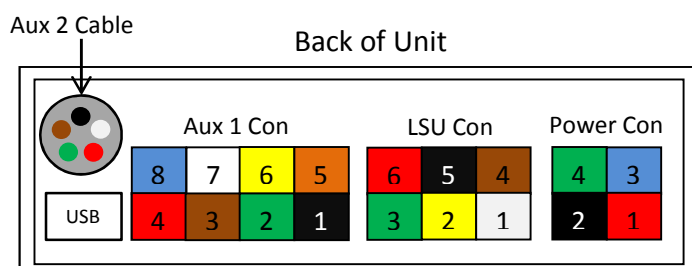 Aux 2 Cable
Back of Unit
Aux 1 Con LSU Con Power Con
8 7 6 5 6 5 4 4 3
USB 4 3 2 1 3 2 1 2 1